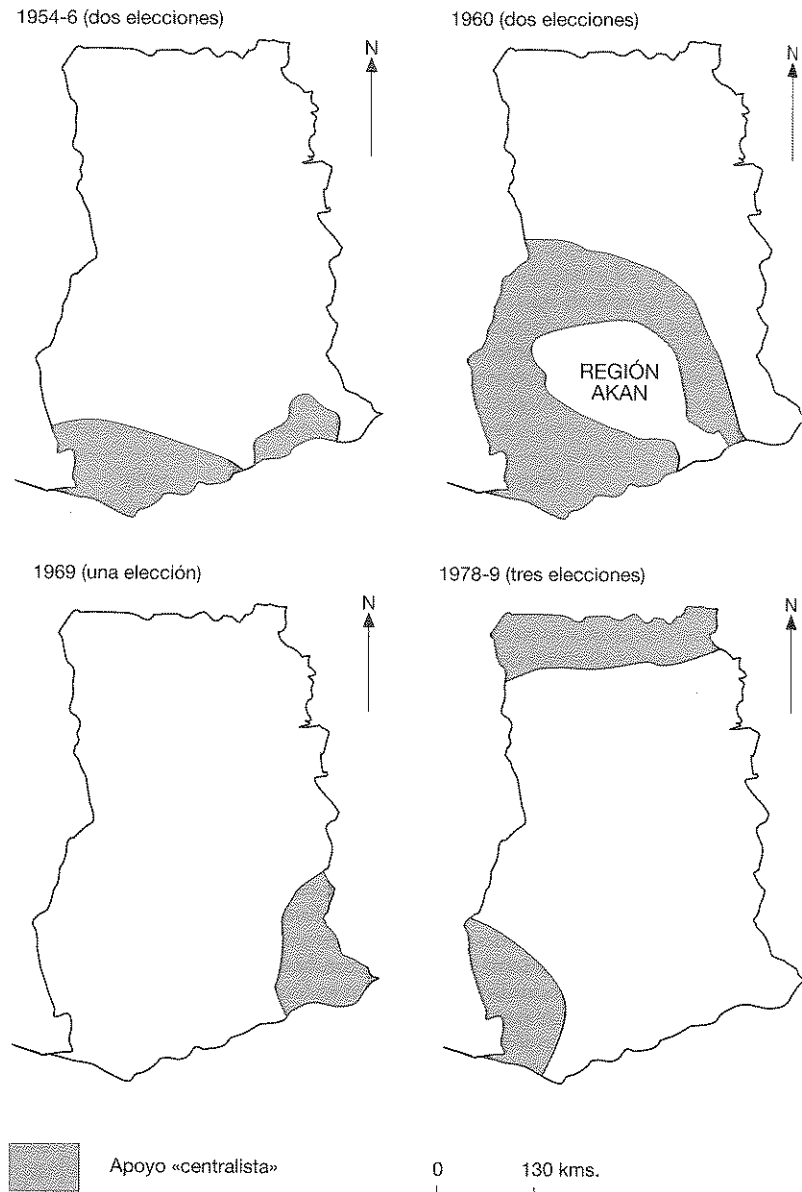 1954-6 (dos elecciones)
N
1960 (dos elecciones)
N
REGIÓN
AKAN
1969 (una elección)
N
1978-9 (tres elecciones)
N
Apoyo «centralista»
0 130 kms.